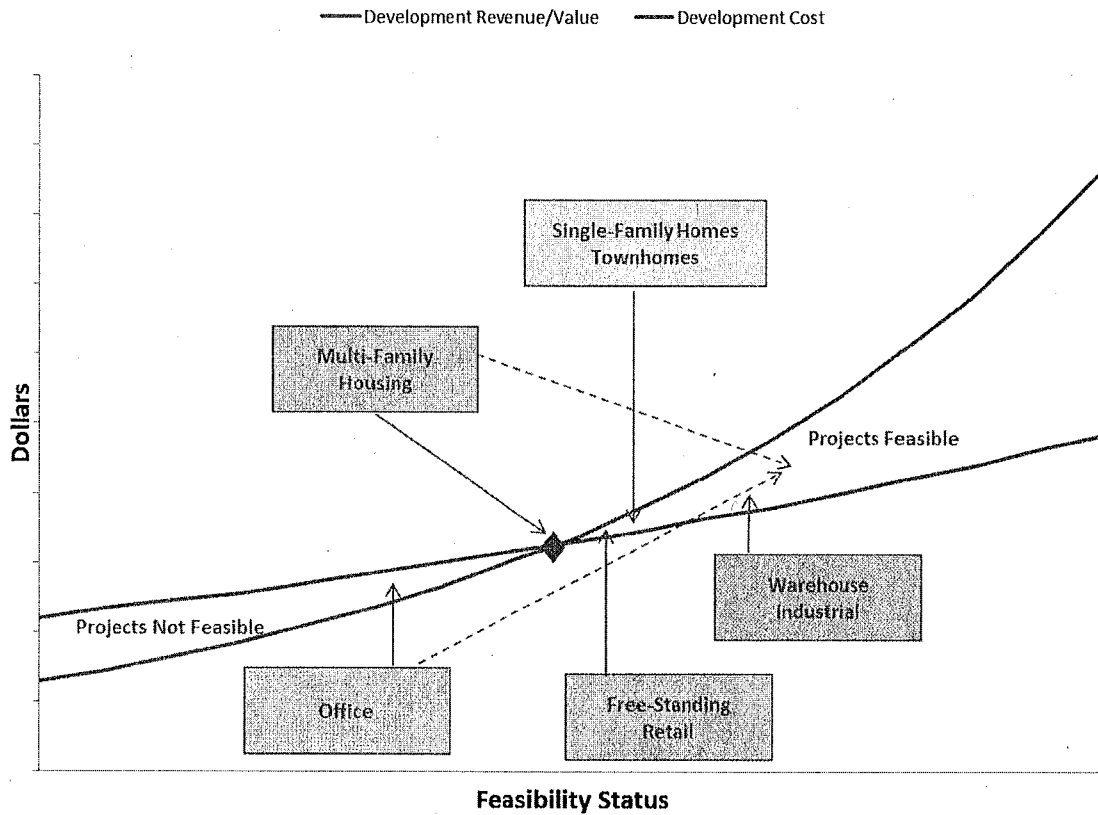 Development Revenue/Value
Development Cost
Single-Family Homes
Townhomes
Multi-Family
Housing
Dollars
Projects Feasible
Warehouse
Industrial
Projects Not Feasible
Office
Free-Standing
Retail
Feasibility Status